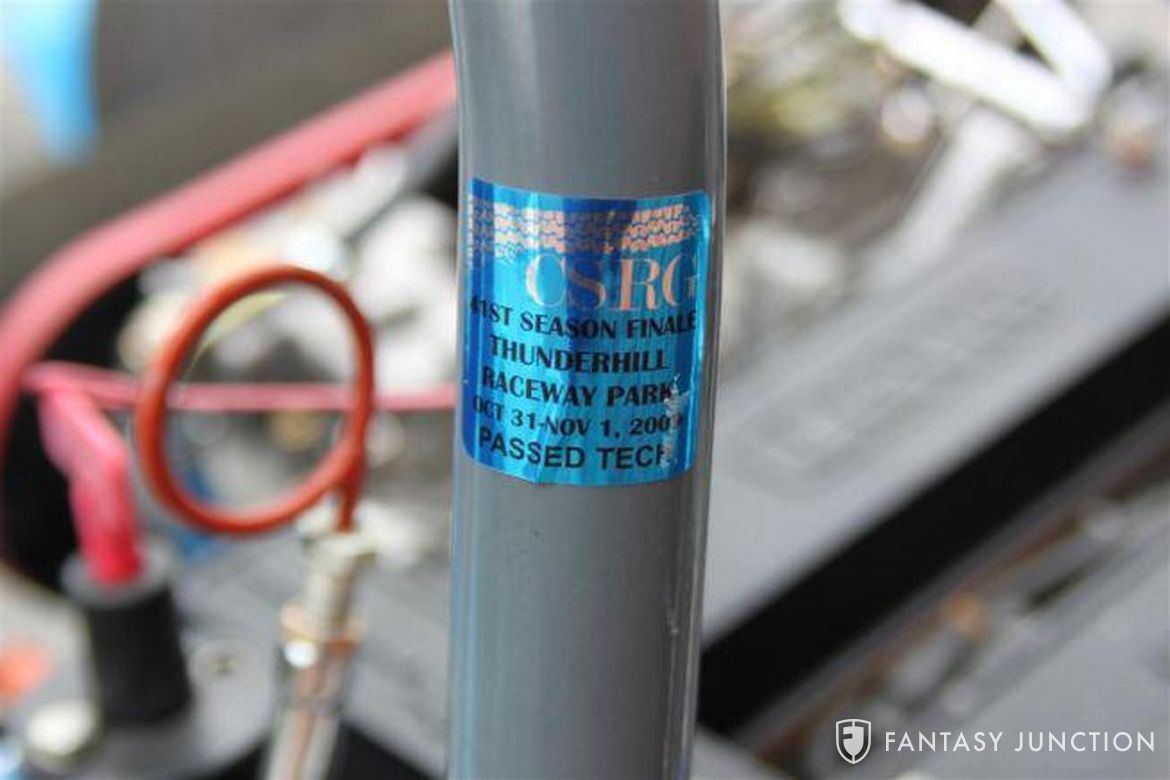 CSRG
41ST SEASON FINALE
THUNDERHILL
RACEWAY PARK
OCT 31-NOV 1, 2009
PASSED TECH
FANTASY JUNCTION